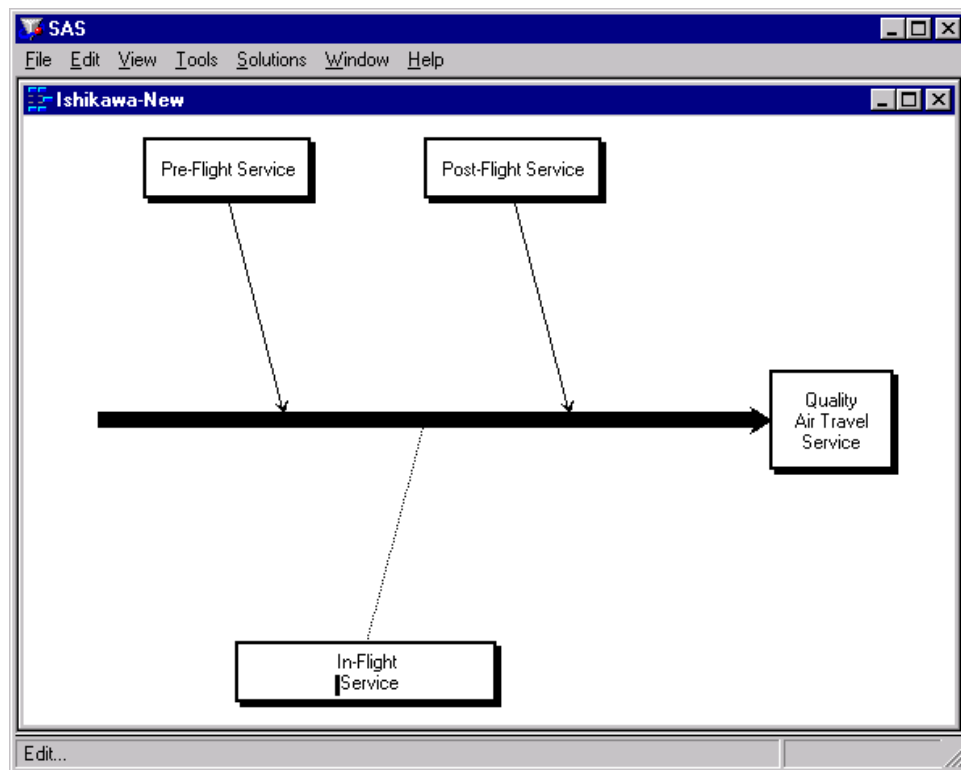 SAS
File Edit View Tools Solutions Window Help
Ishikawa-New
Pre-Flight Service
Post-Flight Service
Quality
Air Travel
Service
In-Flight
Service
Edit...